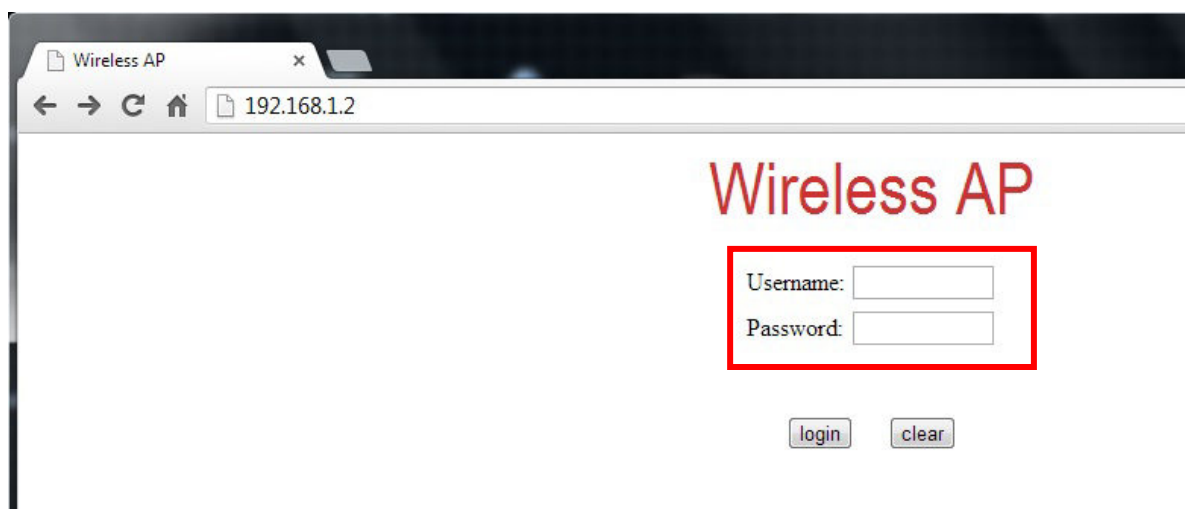 Wireless AP
192.168.1.2
Wireless AP
Username:
Password:
login clear